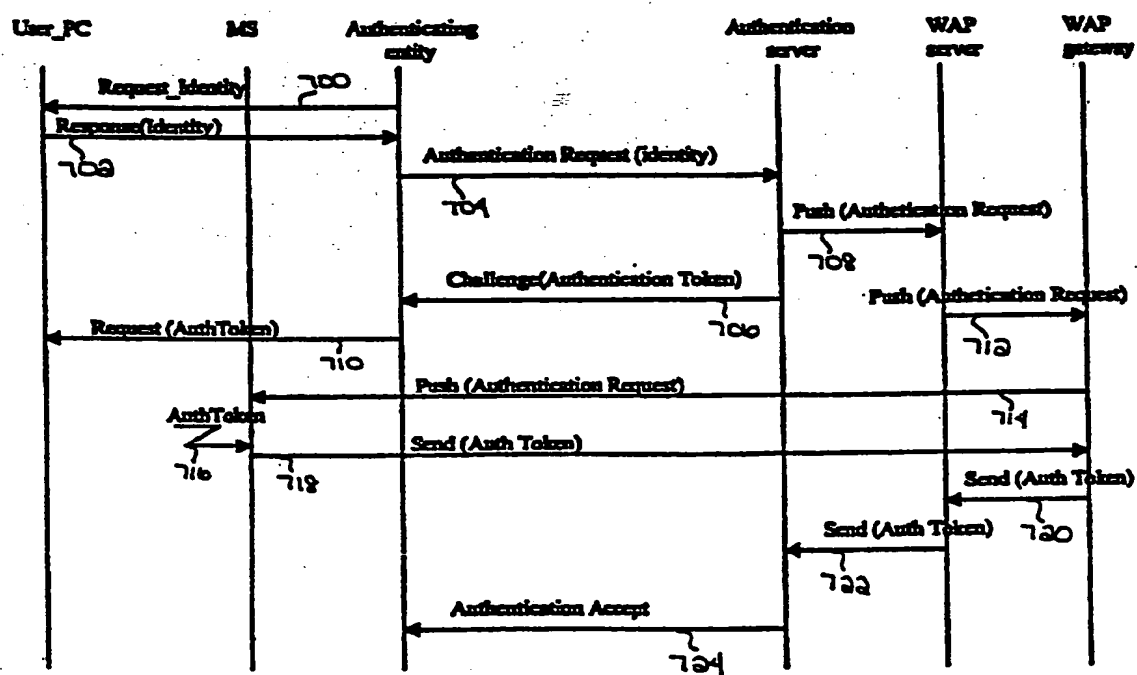 User_PC
MS
Authenticating
entity
Authentication
server
WAP
server
WAP
gateway
Request_Identity
700
Response(identity)
702
Authentication Request (identity)
704
Push (Authetication Request)
708
Challenge(Authentication Token)
706
Push (Authetication Request)
712
Request (AuthToken)
710
Push (Authentication Request)
714
AuthToken
716
Send (Auth Token)
718
Send (Auth Token)
720
Send (Auth Token)
722
Authentication Accept
724